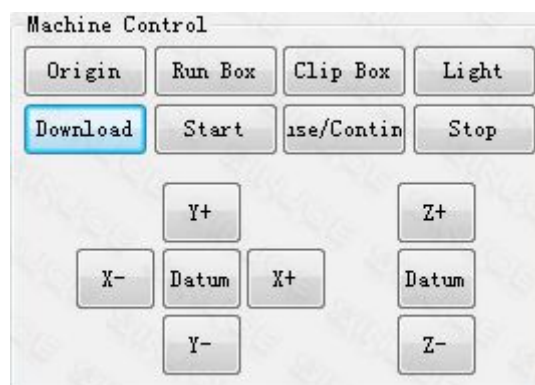 Machine Control
Origin Run Box Clip Box Light
Download Start use/Contin Stop
Y+ Z+
X- Datum X+ Datum
Y- Z-